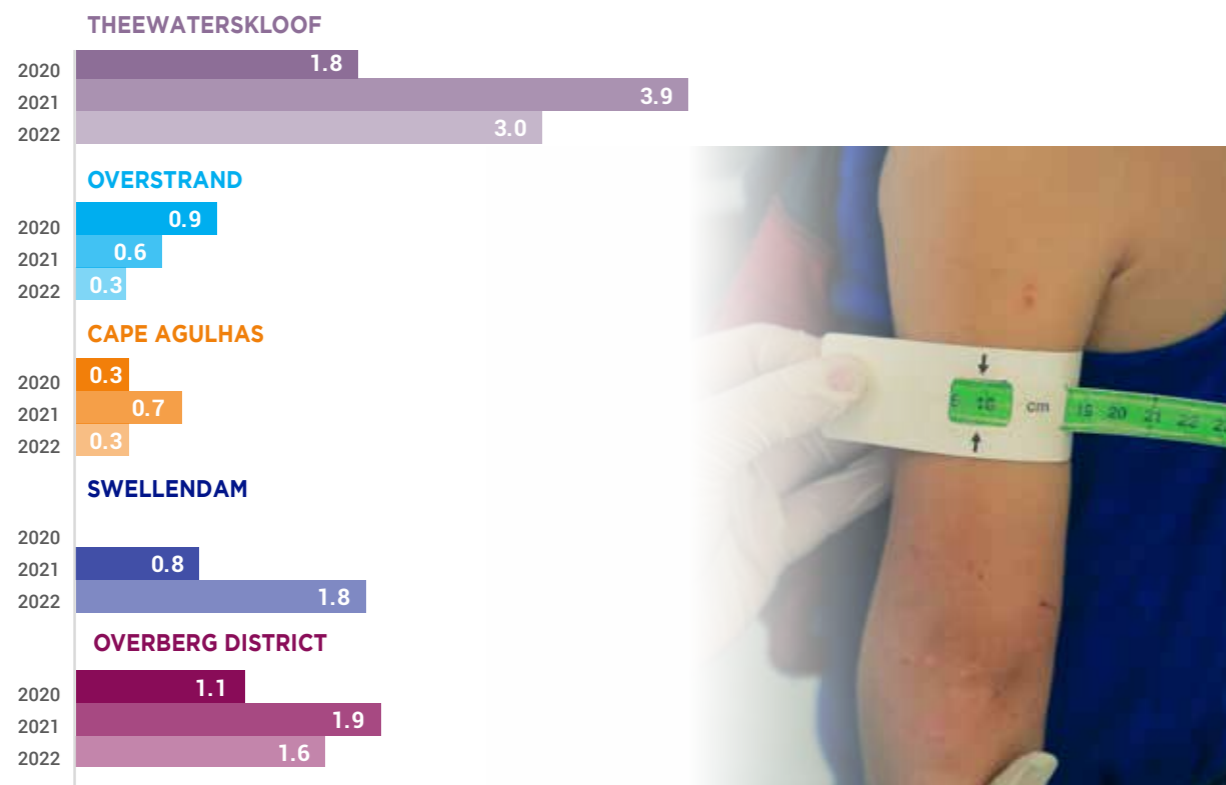 THEEWATERSKLOOF
2020 1.8
2021 3.9
2022 3.0
OVERSTRAND
2020 0.9
2021 0.6
2022 0.3
CAPE AGULHAS
2020 0.3
2021 0.7
2022 0.3
SWELLENDAM
2020
2021 0.8
2022 1.8
OVERBERG DISTRICT
2020 1.1
2021 1.9
2022 1.6
cm 19 20 21 22